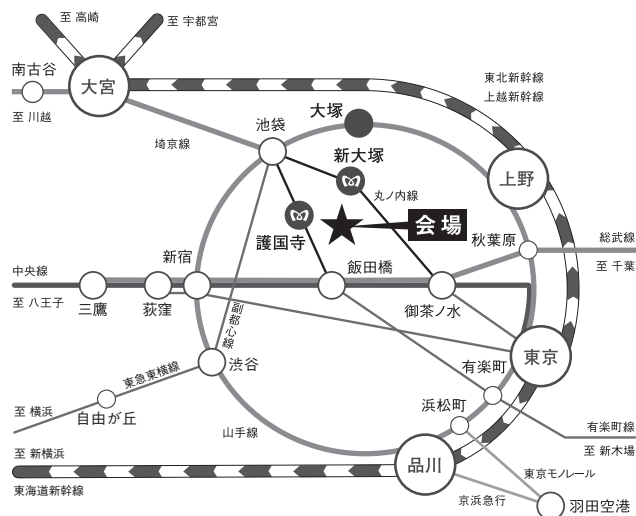 至 高崎
至 宇都宮
南古谷
大宮
至 川越
東北新幹線
上越新幹線
埼京線
池袋
大塚
新大塚
丸ノ内線
上野
護国寺
会場
秋葉原
総武線
至 千葉
新宿
飯田橋
中央線
至 八王子
三鷹
荻窪
御茶ノ水
副都心線
東京
渋谷
有楽町
東急東横線
自由が丘
至 横浜
浜松町
山手線
有楽町線
至 新木場
至 新横浜
品川
東海道新幹線
東京モノレール
京浜急行
羽田空港